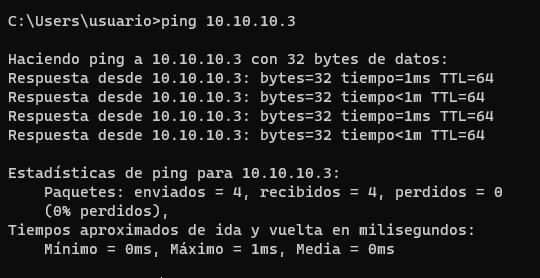 C:\Users\usuario>ping 10.10.10.3
Haciendo ping a 10.10.10.3 con 32 bytes de datos:
Respuesta desde 10.10.10.3: bytes=32 tiempo=1ms TTL=64
Respuesta desde 10.10.10.3: bytes=32 tiempo<1m TTL=64
Respuesta desde 10.10.10.3: bytes=32 tiempo=1ms TTL=64
Respuesta desde 10.10.10.3: bytes=32 tiempo<1m TTL=64
Estadísticas de ping para 10.10.10.3:
Paquetes: enviados = 4, recibidos = 4, perdidos = 0
(0% perdidos),
Tiempos aproximados de ida y vuelta en milisegundos:
Mínimo = 0ms, Máximo = 1ms, Media = 0ms